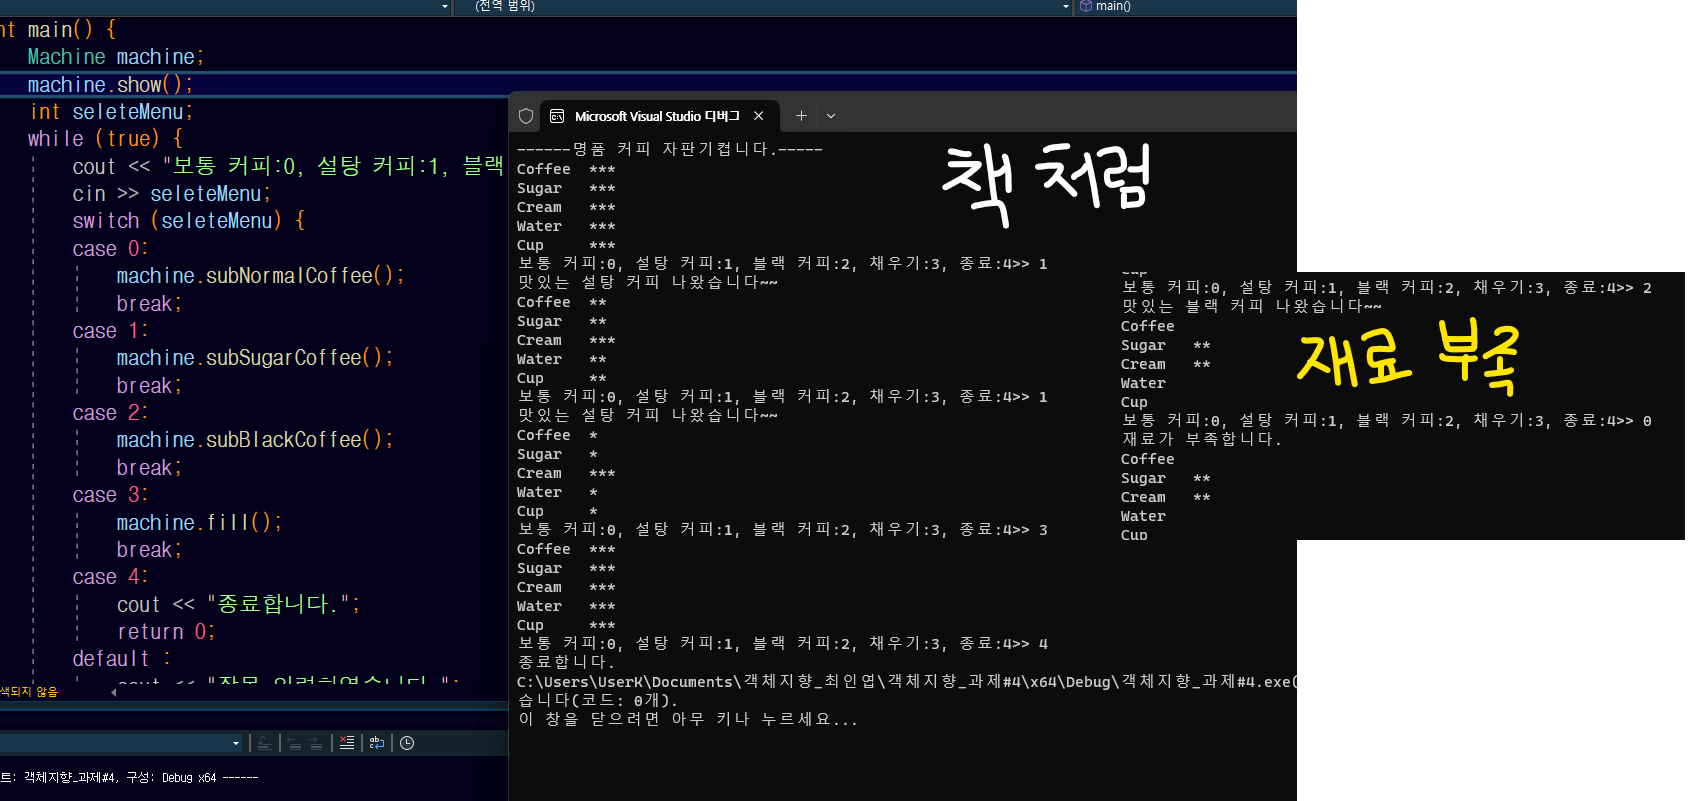 (전역 범위)
main()
nt main() {
Machine machine;
machine.show();
int seleteMenu;
while (true) {
cout << "보통 커피:0, 설탕 커피:1, 블랙
cin >> seleteMenu;
switch (seleteMenu) {
case 0:
machine.subNormalCoffee();
break;
case 1:
machine.subSugarCoffee();
break;
case 2:
machine.subBlackCoffee();
break;
case 3:
machine.fill();
break;
case 4:
cout << "종료합니다.";
return 0;
default :
색되지 않음
트: 객체지향_과제#4, 구성: Debug x64 ------
Microsoft Visual Studio 디버그
------명품 커피 자판기켭니다.-----
Coffee ***
Sugar ***
Cream ***
Water ***
Cup ***
보통 커피:0, 설탕 커피:1, 블랙 커피:2, 채우기:3, 종료:4>> 1
맛있는 설탕 커피 나왔습니다~~
Coffee **
Sugar **
Cream ***
Water **
Cup **
보통 커피:0, 설탕 커피:1, 블랙 커피:2, 채우기:3, 종료:4>> 1
맛있는 설탕 커피 나왔습니다~~
Coffee *
Sugar *
Cream ***
Water *
Cup *
보통 커피:0, 설탕 커피:1, 블랙 커피:2, 채우기:3, 종료:4>> 3
Coffee ***
Sugar ***
Cream ***
Water ***
Cup ***
보통 커피:0, 설탕 커피:1, 블랙 커피:2, 채우기:3, 종료:4>> 4
종료합니다.
C:\Users\UserK\Documents\객체지향_최인엽\객체지향_과제#4\x64\Debug\객체지향_과제#4.exe(
습니다(코드: 0개).
이 창을 닫으려면 아무 키나 누르세요...
책 처럼
Cup
보통 커피:0, 설탕 커피:1, 블랙 커피:2, 채우기:3, 종료:4>> 2
맛있는 블랙 커피 나왔습니다~~
Coffee
Sugar **
Cream **
Water
Cup
보통 커피:0, 설탕 커피:1, 블랙 커피:2, 채우기:3, 종료:4>> 0
재료가 부족합니다.
Coffee
Sugar **
Cream **
Water
Cup
재료 부족